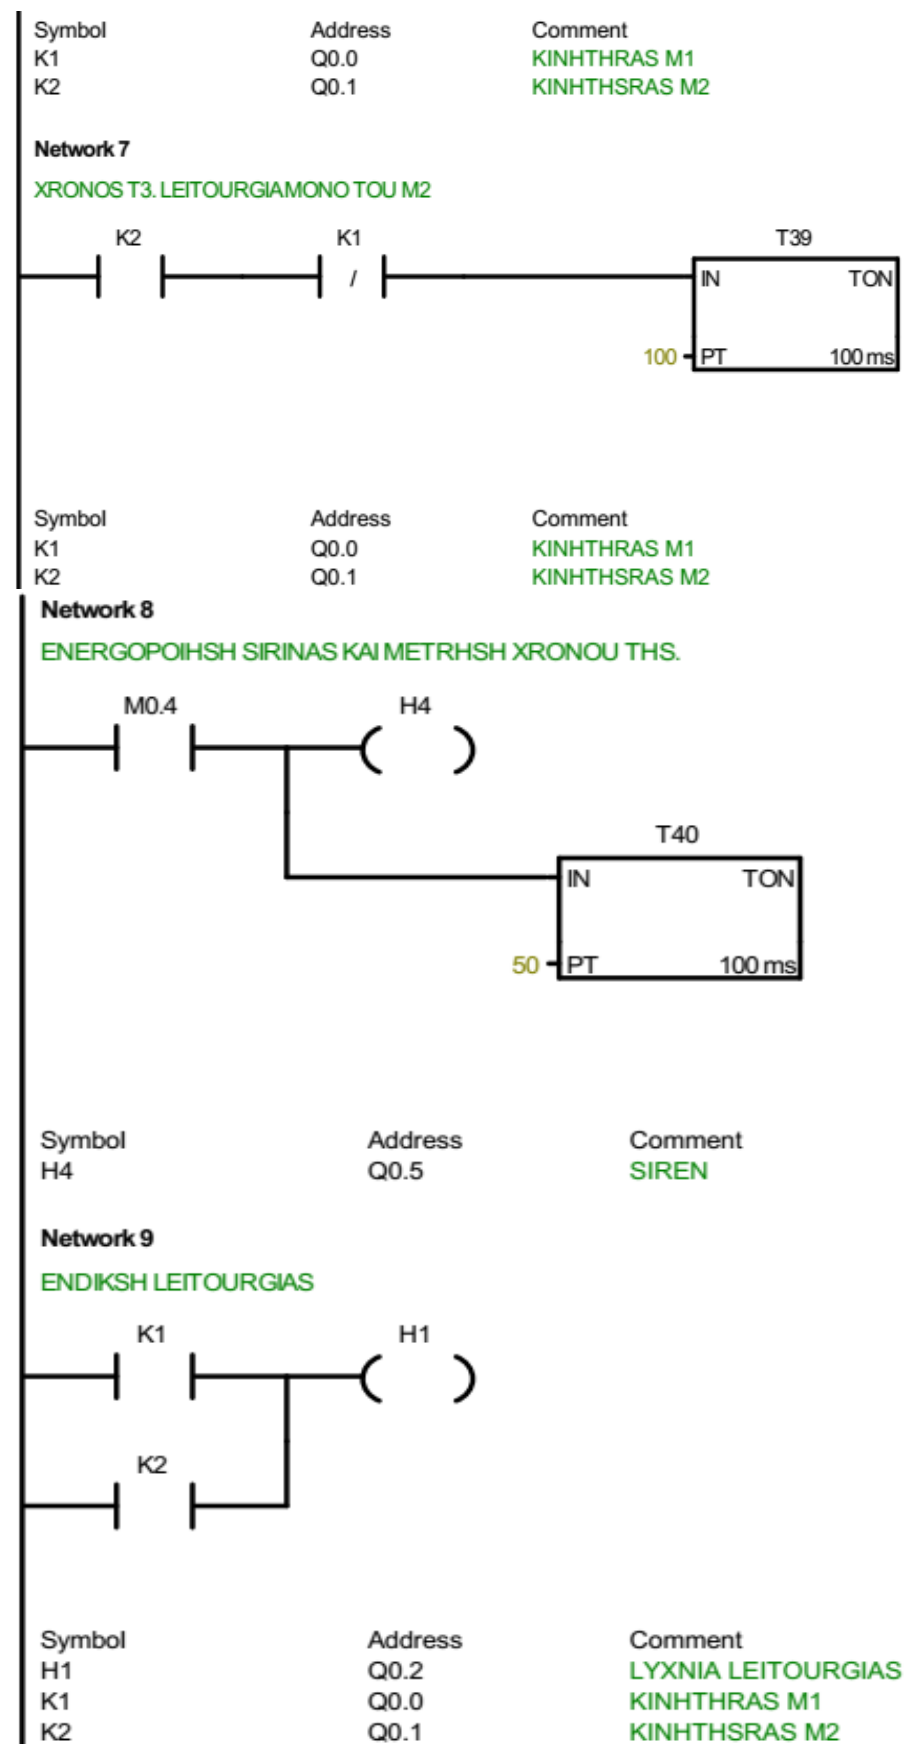 Symbol Address Comment
K1 Q0.0 KINHTHRAS M1
K2 Q0.1 KINHTHSRAS M2
Network 7
XRONOS T3. LEITOURGIA MONO TOU M2
K2 K1 T39
/ IN TON
100 PT 100 ms
Symbol Address Comment
K1 Q0.0 KINHTHRAS M1
K2 Q0.1 KINHTHSRAS M2
Network 8
ENERGOPOIHSH SIRINAS KAI METRHSH XRONOU THS.
M0.4 H4
T40
IN TON
50 PT 100 ms
Symbol Address Comment
H4 Q0.5 SIREN
Network 9
ENDIKSH LEITOURGIAS
K1 H1
K2
Symbol Address Comment
H1 Q0.2 LYXNIA LEITOURGIAS
K1 Q0.0 KINHTHRAS M1
K2 Q0.1 KINHTHSRAS M2